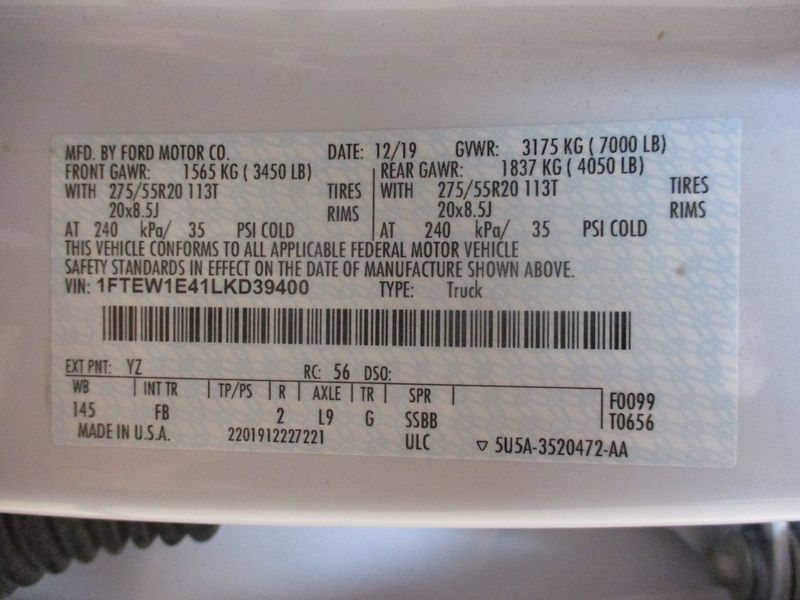 MFD. BY FORD MOTOR CO. DATE: 12/19 GVWR: 3175 KG ( 7000 LB)
FRONT GAWR: 1565 KG ( 3450 LB) REAR GAWR: 1837 KG ( 4050 LB)
WITH 275/55R20 113T TIRES WITH 275/55R20 113T TIRES
20x8.5J RIMS 20x8.5J RIMS
AT 240 kPa/ 35 PSI COLD AT 240 kPa/ 35 PSI COLD
THIS VEHICLE CONFORMS TO ALL APPLICABLE FEDERAL MOTOR VEHICLE
SAFETY STANDARDS IN EFFECT ON THE DATE OF MANUFACTURE SHOWN ABOVE.
VIN: 1FTEW1E41LKD39400 TYPE: Truck
EXT PNT: YZ RC: 56 DSO:
WB INT TR TP/PS R AXLE TR SPR F0099
145 FB 2 L9 G SSBB T0656
MADE IN U.S.A. 2201912227221 ULC ▽ 5U5A-3520472-AA